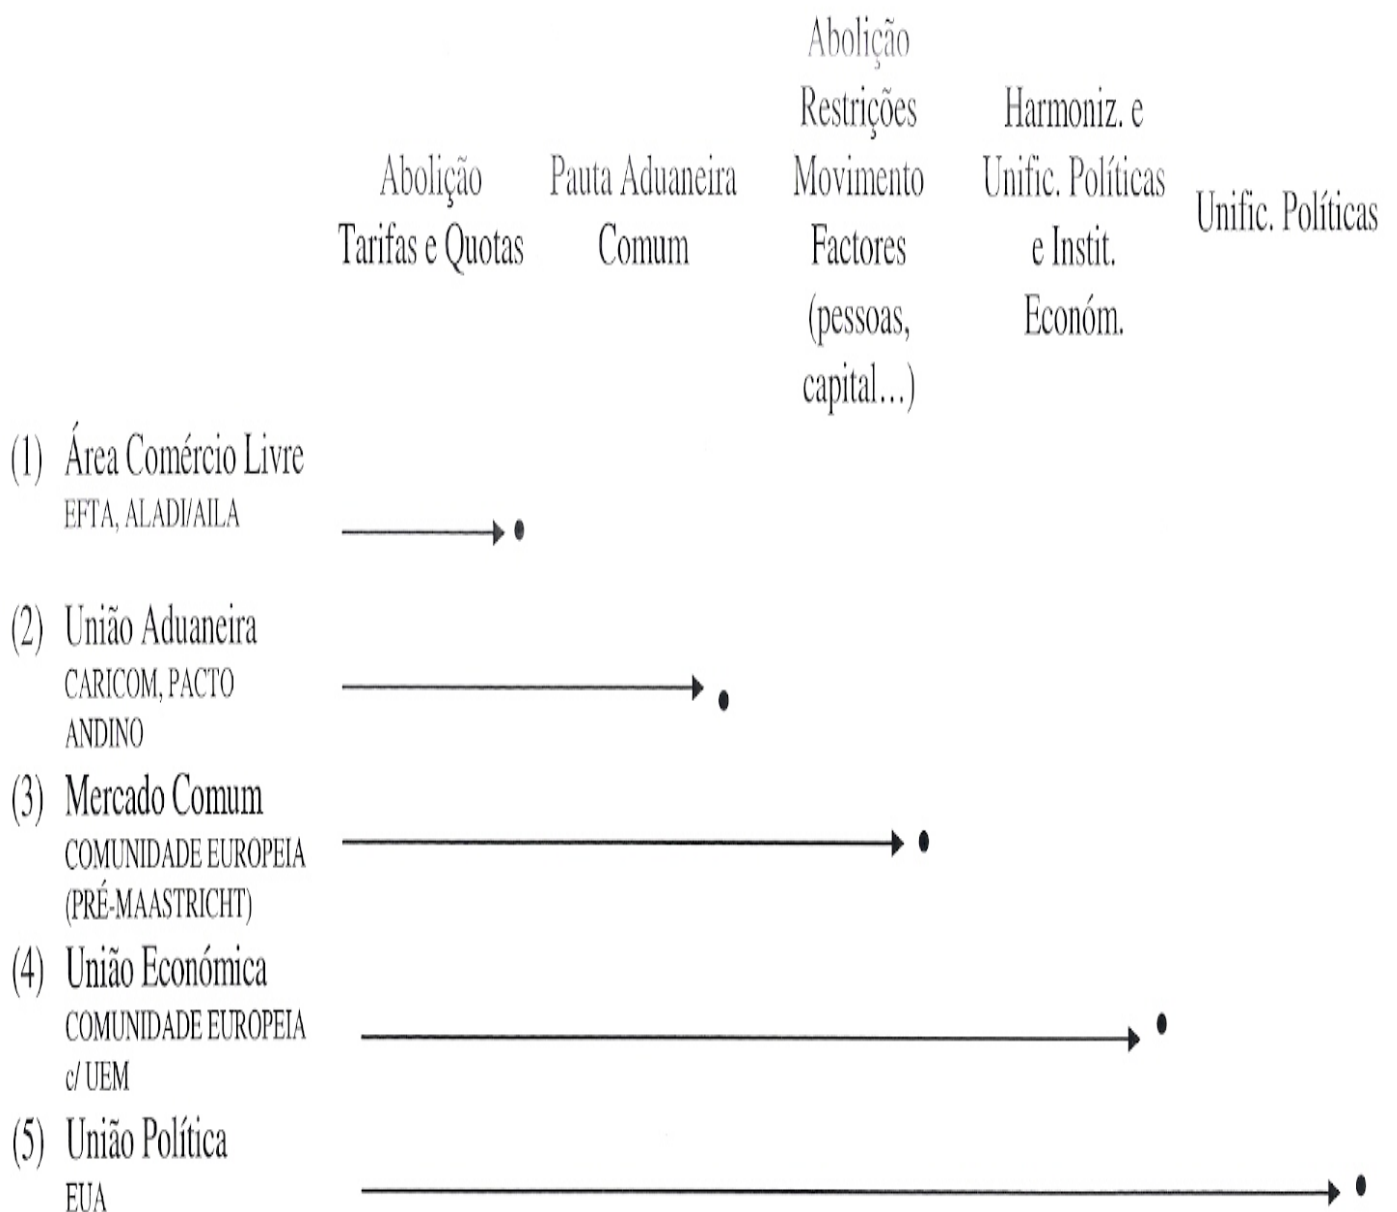 Abolição
Tarifas e Quotas
Pauta Aduaneira
Comum
Abolição
Restrições
Movimento
Factores
(pessoas,
capital...)
Harmoniz. e
Unific. Políticas
e Instit.
Económ.
Unific. Políticas
(1) Área Comércio Livre
EFTA, ALADI/AILA
(2) União Aduaneira
CARICOM, PACTO
ANDINO
(3) Mercado Comum
COMUNIDADE EUROPEIA
(PRÉ-MAASTRICHT)
(4) União Económica
COMUNIDADE EUROPEIA
c/ UEM
(5) União Política
EUA